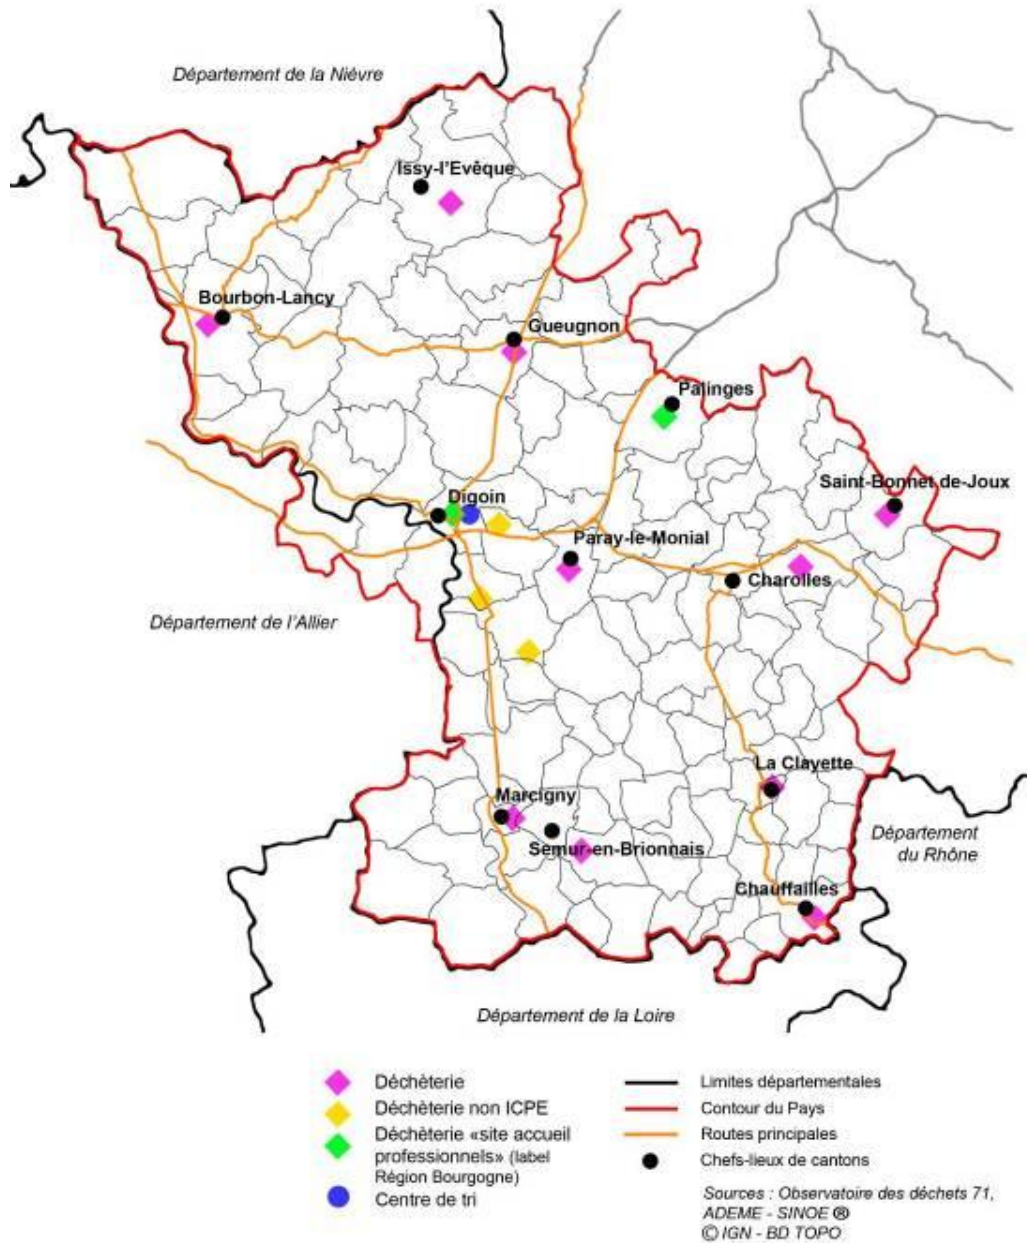 Département de la Nièvre
Issy-l'Evêque
Bourbon-Lancy
Gueugnon
Palinges
Saint-Bonnet-de-Joux
Digoin
Paray-le-Monial
Charolles
Département de l'Allier
La Clayette
Marcigny
Département
du Rhône
Semur-en-Brionnais
Chauffailles
Département de la Loire
Déchèterie
Déchèterie non ICPE
Déchèterie «site accueil
professionnels» (label
Région Bourgogne)
Centre de tri
Limites départementales
Contour du Pays
Routes principales
Chefs-lieux de cantons
Sources : Observatoire des déchets 71,
ADEME - SINOE ®
© IGN - BD TOPO